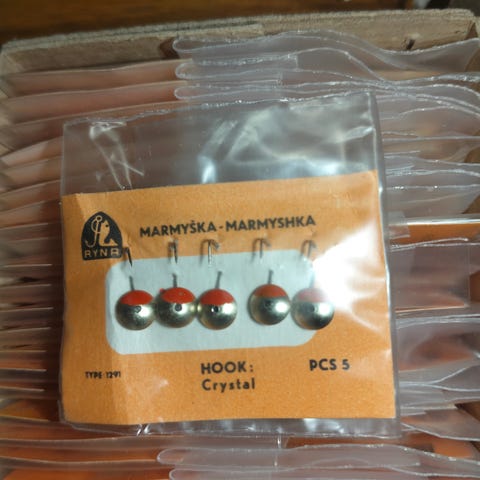 MARMYŠKA - MARMYSHKA
RYNA
TYPE 1291
HOOK:
Crystal
PCS 5